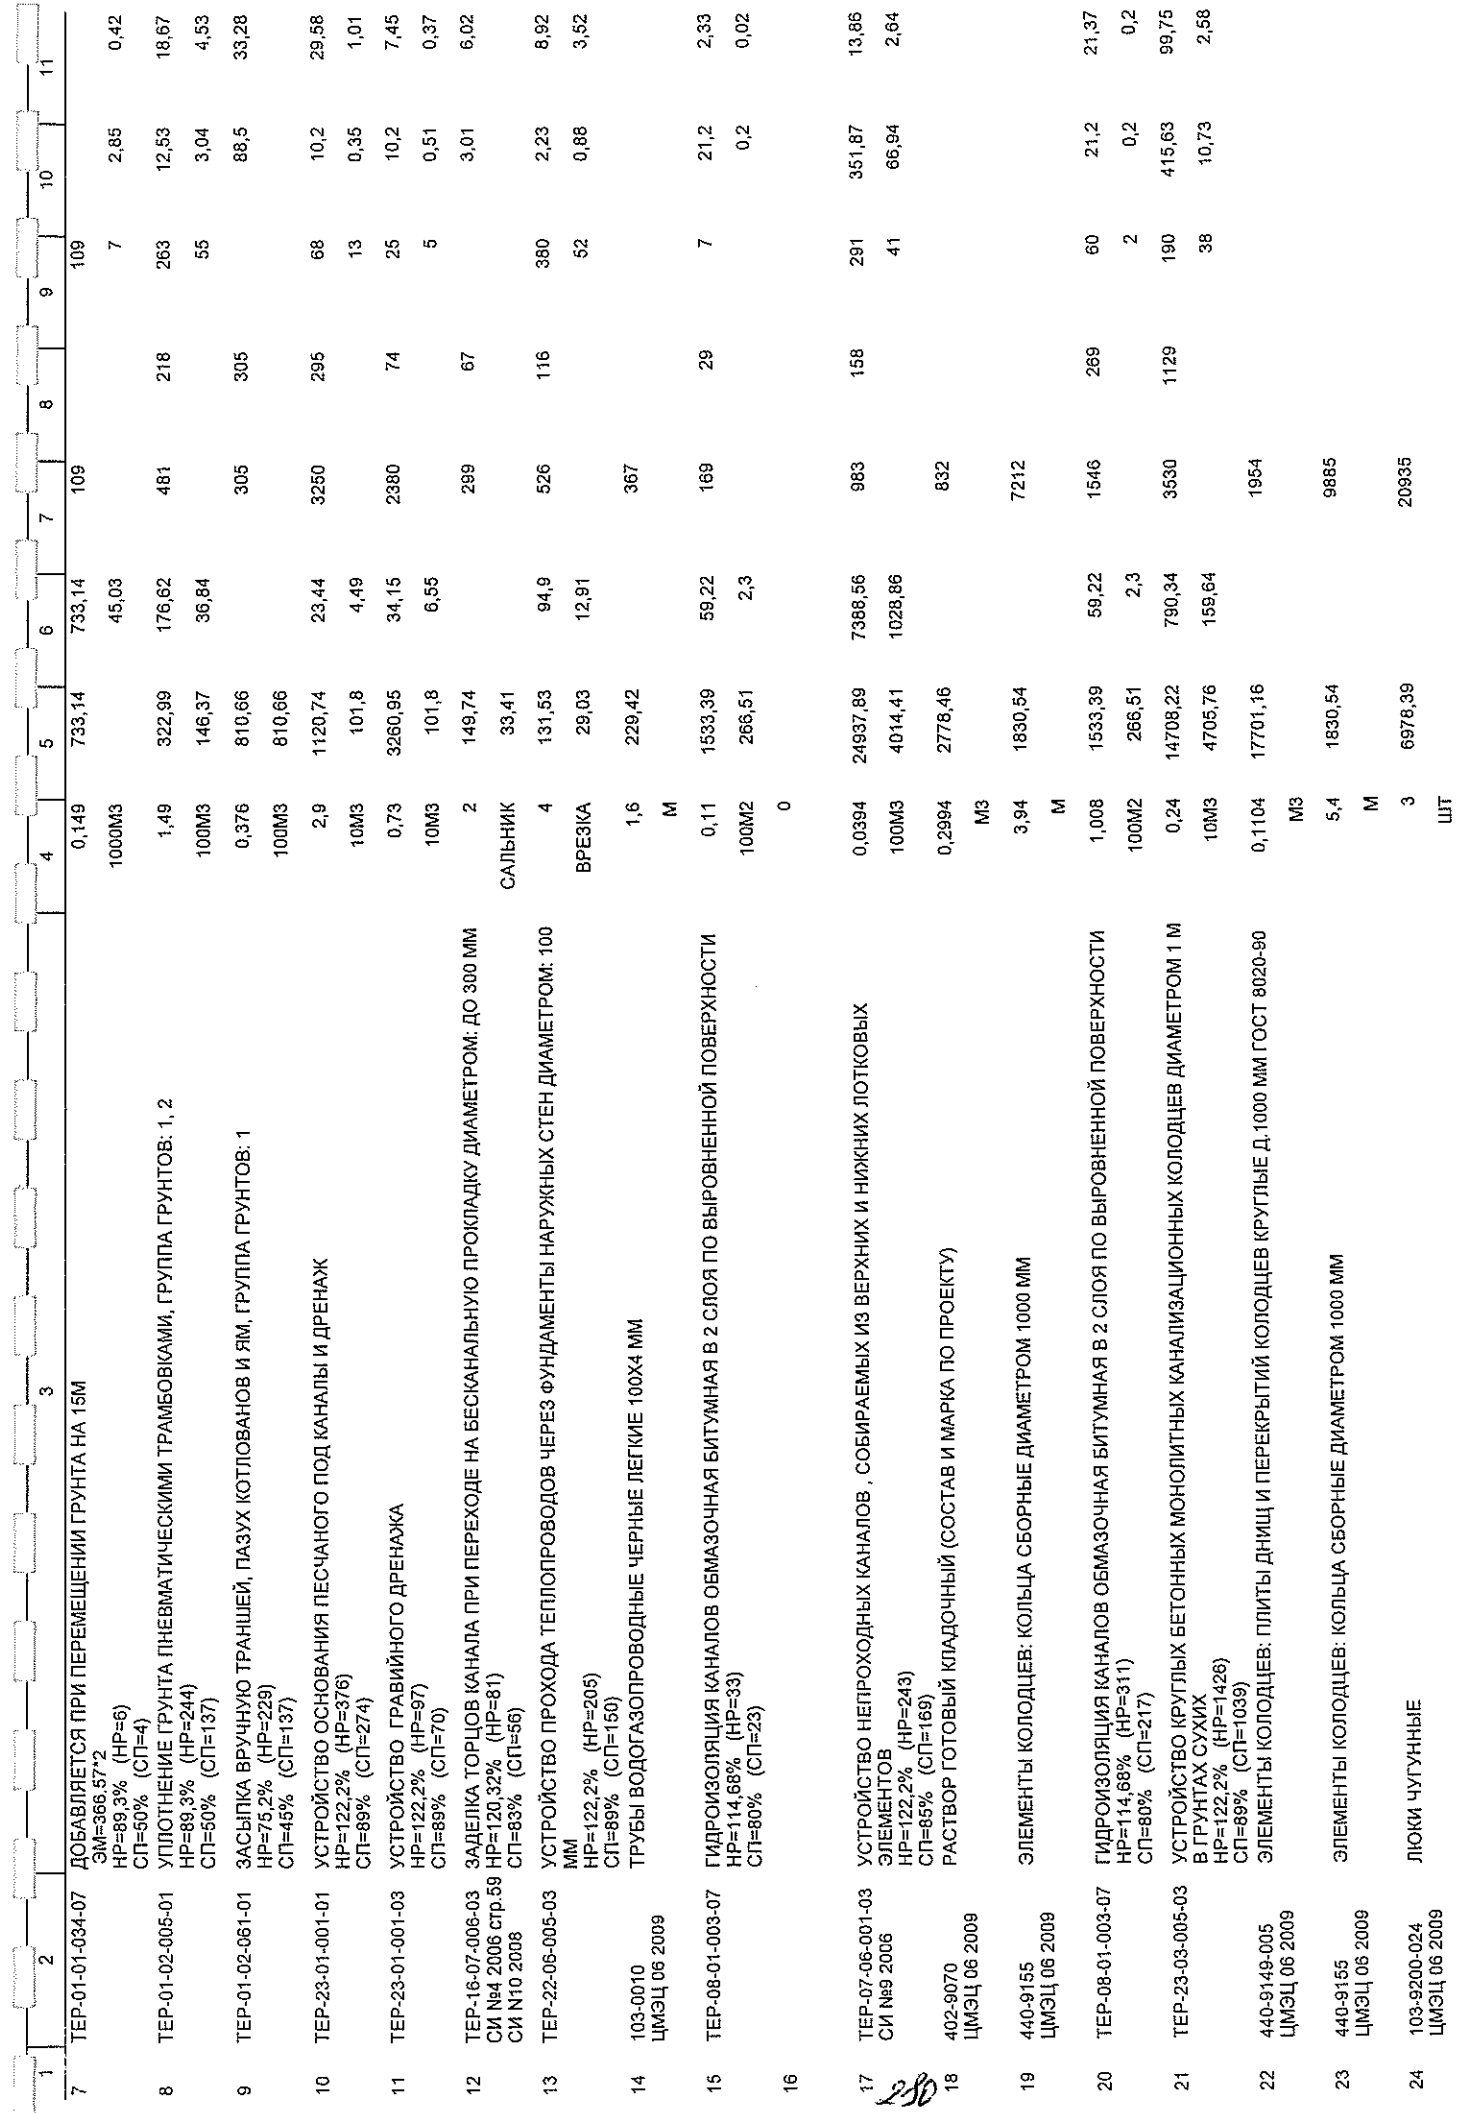 1 2 3 4 5 6 7 8 9 10 11
7 ТЕР-01-01-034-07 ДОБАВЛЯЕТСЯ ПРИ ПЕРЕМЕЩЕНИИ ГРУНТА НА 15М 0,149 733,14 733,14 109 109
ЭМ=366.57*2 1000М3 45,03 7 2,85 0,42
НР=89,3% (НР=6)
СП=50% (СП=4)
8 ТЕР-01-02-005-01 УПЛОТНЕНИЕ ГРУНТА ПНЕВМАТИЧЕСКИМИ ТРАМБОВКАМИ, ГРУППА ГРУНТОВ: 1, 2 1,49 322,99 176,62 481 218 263 12,53 18,67
НР=89,3% (НР=244)
СП=50% (СП=137) 100М3 146,37 36,84 55 3,04 4,53
9 ТЕР-01-02-061-01 ЗАСЫПКА ВРУЧНУЮ ТРАНШЕЙ, ПАЗУХ КОТЛОВАНОВ И ЯМ, ГРУППА ГРУНТОВ: 1 0,376 810,66 305 305 88,5 33,28
НР=75,2% (НР=229)
СП=45% (СП=137) 100М3 810,66
10 ТЕР-23-01-001-01 УСТРОЙСТВО ОСНОВАНИЯ ПЕСЧАНОГО ПОД КАНАЛЫ И ДРЕНАЖ 2,9 1120,74 23,44 3250 295 68 10,2 29,58
НР=122,2% (НР=376)
СП=89% (СП=274) 10М3 101,8 4,49 13 0,35 1,01
11 ТЕР-23-01-001-03 УСТРОЙСТВО ГРАВИЙНОГО ДРЕНАЖА 0,73 3260,95 34,15 2380 74 25 10,2 7,45
НР=122,2% (НР=97)
СП=89% (СП=70) 10М3 101,8 6,55 5 0,51 0,37
12 ТЕР-16-07-006-03 ЗАДЕЛКА ТОРЦОВ КАНАЛА ПРИ ПЕРЕХОДЕ НА БЕСКАНАЛЬНУЮ ПРОКЛАДКУ ДИАМЕТРОМ: ДО 300 ММ 2 149,74 299 67 3,01 6,02
СИ №4 2006 стр.59 НР=120,32% (НР=81)
СИ N10 2008 СП=83% (СП=56) САЛЬНИК 33,41
13 ТЕР-22-06-005-03 УСТРОЙСТВО ПРОХОДА ТЕПЛОПРОВОДОВ ЧЕРЕЗ ФУНДАМЕНТЫ НАРУЖНЫХ СТЕН ДИАМЕТРОМ: 100 4 131,53 94,9 526 116 380 2,23 8,92
ММ
НР=122,2% (НР=205) ВРЕЗКА 29,03 12,91 52 0,88 3,52
СП=89% (СП=150)
14 103-0010 ТРУБЫ ВОДОГАЗОПРОВОДНЫЕ ЧЕРНЫЕ ЛЕГКИЕ 100Х4 ММ 1,6 229,42 367
ЦМЭЦ 06 2009 М
15 ТЕР-08-01-003-07 ГИДРОИЗОЛЯЦИЯ КАНАЛОВ ОБМАЗОЧНАЯ БИТУМНАЯ В 2 СЛОЯ ПО ВЫРОВНЕННОЙ ПОВЕРХНОСТИ 0,11 1533,39 59,22 169 29 7 21,2 2,33
НР=114,68% (НР=33)
СП=80% (СП=23) 100М2 266,51 2,3 0,2 0,02
16 0
17 ТЕР-07-06-001-03 УСТРОЙСТВО НЕПРОХОДНЫХ КАНАЛОВ , СОБИРАЕМЫХ ИЗ ВЕРХНИХ И НИЖНИХ ЛОТКОВЫХ 0,0394 24937,89 7388,56 983 158 291 351,87 13,86
СИ №9 2006 ЭЛЕМЕНТОВ
НР=122,2% (НР=243) 100М3 4014,41 1028,86 41 66,94 2,64
СП=85% (СП=169)
280
18 402-9070 РАСТВОР ГОТОВЫЙ КЛАДОЧНЫЙ (СОСТАВ И МАРКА ПО ПРОЕКТУ) 0,2994 2778,46 832
ЦМЭЦ 06 2009 М3
19 440-9155 ЭЛЕМЕНТЫ КОЛОДЦЕВ: КОЛЬЦА СБОРНЫЕ ДИАМЕТРОМ 1000 ММ 3,94 1830,54 7212
ЦМЭЦ 06 2009 М
20 ТЕР-08-01-003-07 ГИДРОИЗОЛЯЦИЯ КАНАЛОВ ОБМАЗОЧНАЯ БИТУМНАЯ В 2 СЛОЯ ПО ВЫРОВНЕННОЙ ПОВЕРХНОСТИ 1,008 1533,39 59,22 1546 269 60 21,2 21,37
НР=114,68% (НР=311)
СП=80% (СП=217) 100М2 266,51 2,3 2 0,2 0,2
21 ТЕР-23-03-005-03 УСТРОЙСТВО КРУГЛЫХ БЕТОННЫХ МОНОЛИТНЫХ КАНАЛИЗАЦИОННЫХ КОЛОДЦЕВ ДИАМЕТРОМ 1 М 0,24 14708,22 790,34 3530 1129 190 415,63 99,75
В ГРУНТАХ СУХИХ
НР=122,2% (НР=1426) 10М3 4705,76 159,64 38 10,73 2,58
СП=89% (СП=1039)
22 440-9149-005 ЭЛЕМЕНТЫ КОЛОДЦЕВ: ПЛИТЫ ДНИЩ И ПЕРЕКРЫТИЙ КОЛОДЦЕВ КРУГЛЫЕ Д.1000 ММ ГОСТ 8020-90 0,1104 17701,16 1954
ЦМЭЦ 06 2009 М3
23 440-9155 ЭЛЕМЕНТЫ КОЛОДЦЕВ: КОЛЬЦА СБОРНЫЕ ДИАМЕТРОМ 1000 ММ 5,4 1830,54 9885
ЦМЭЦ 06 2009 М
24 103-9200-024 ЛЮКИ ЧУГУННЫЕ 3 6978,39 20935
ЦМЭЦ 06 2009 ШТ